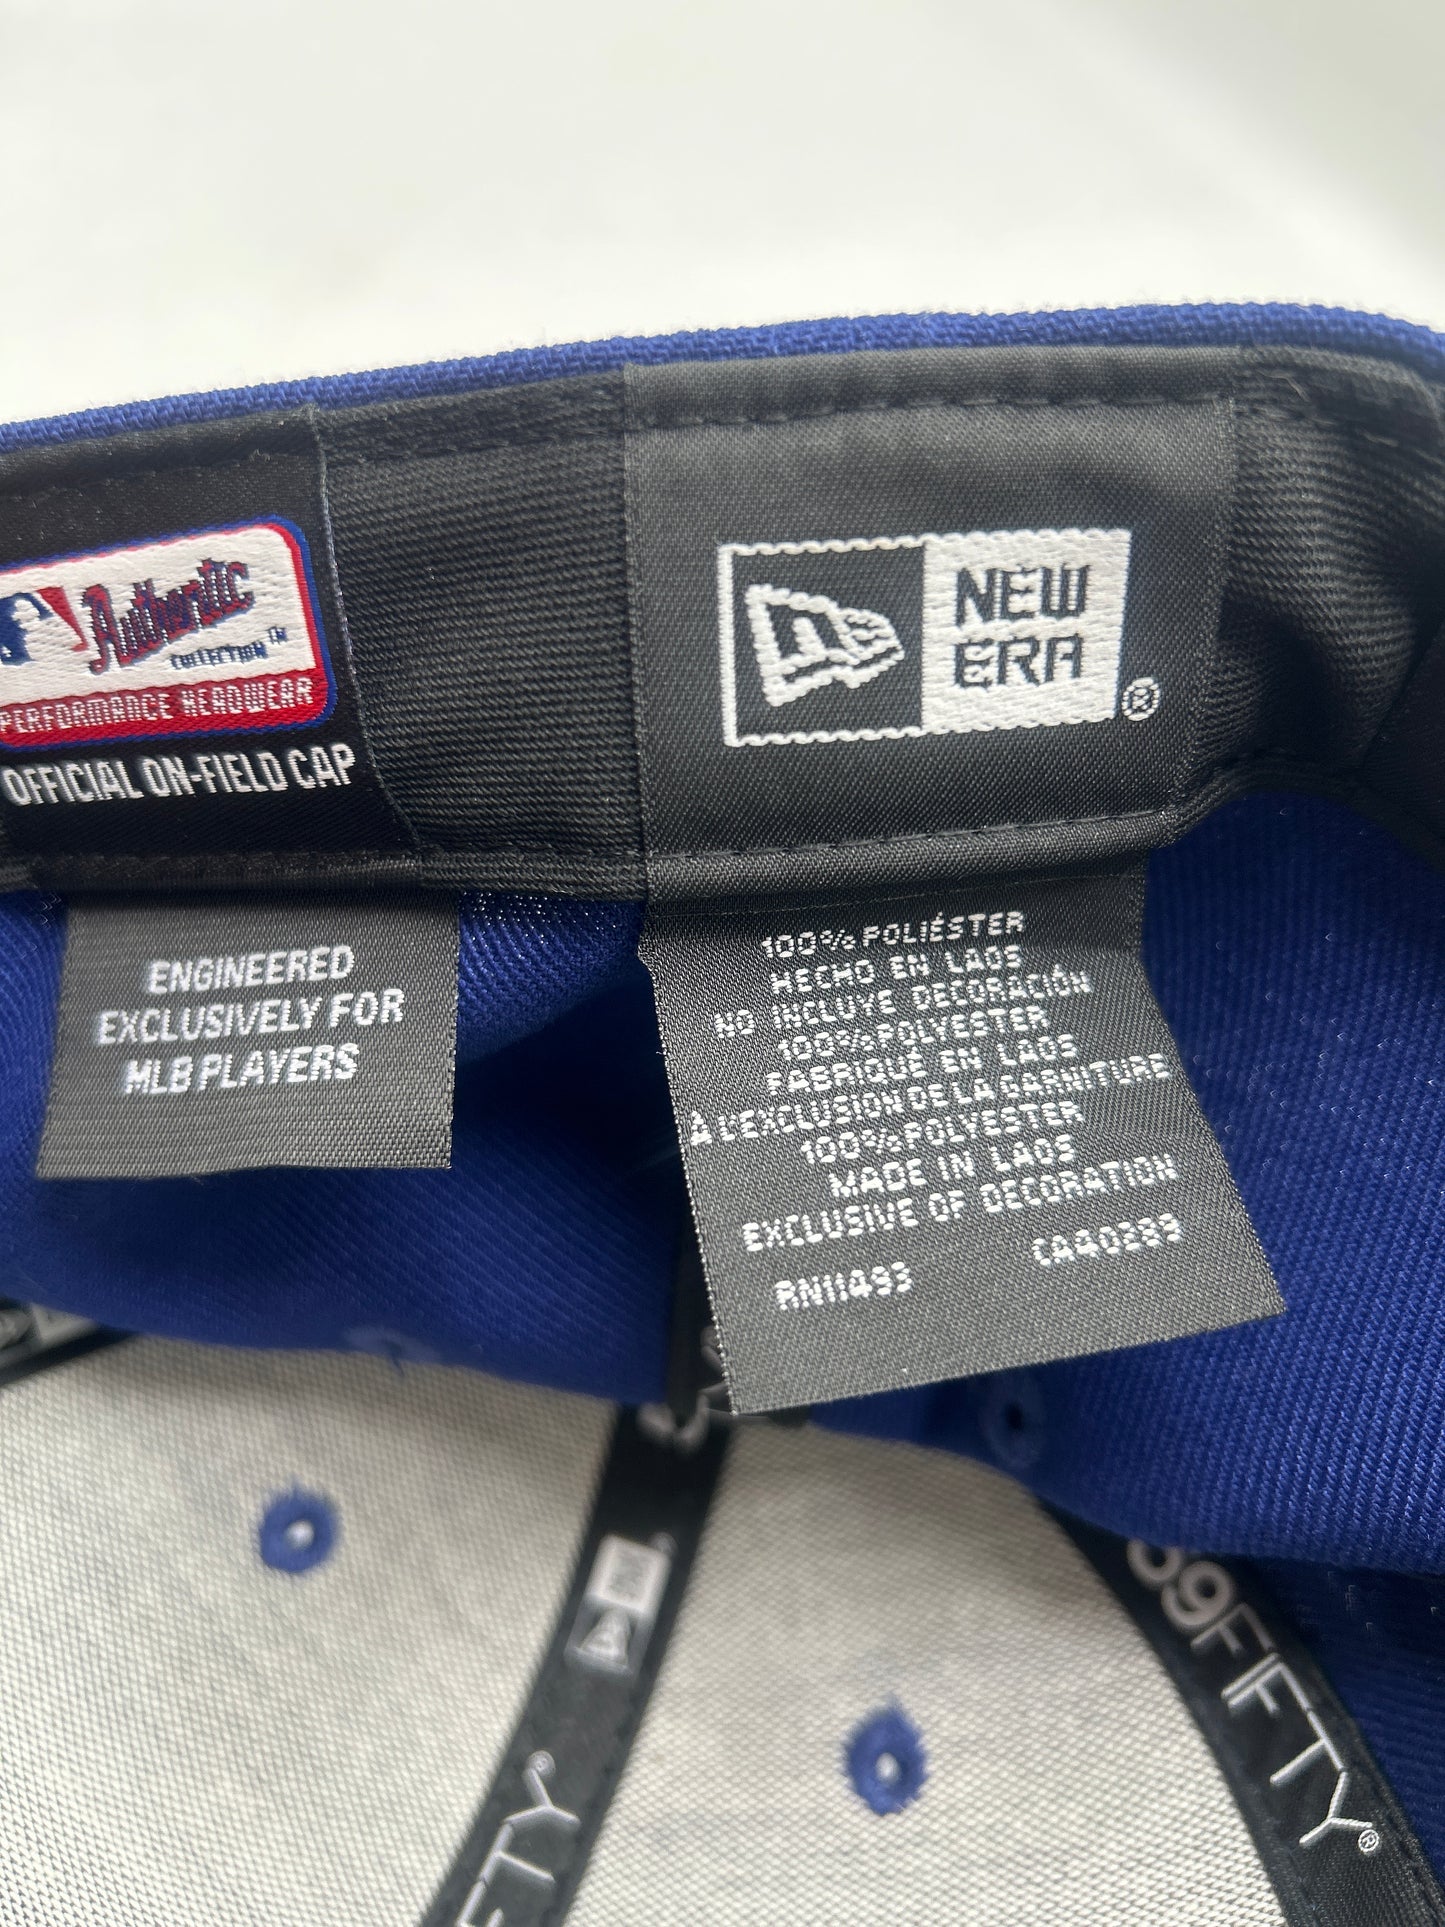 Authentic
COLLECTION™
PERFORMANCE HEADWEAR
OFFICIAL ON-FIELD CAP
ENGINEERED
EXCLUSIVELY FOR
MLB PLAYERS
NEW
ERA
®
100% POLIÉSTER
HECHO EN LAOS
NO INCLUYE DECORACIÓN
100% POLYESTER
FABRIQUÉ EN LAOS
À L'EXCLUSION DE LA GARNITURE
100% POLYESTER
MADE IN LAOS
EXCLUSIVE OF DECORATION
RN11493 CA40289
FTY®
59FIFTY®